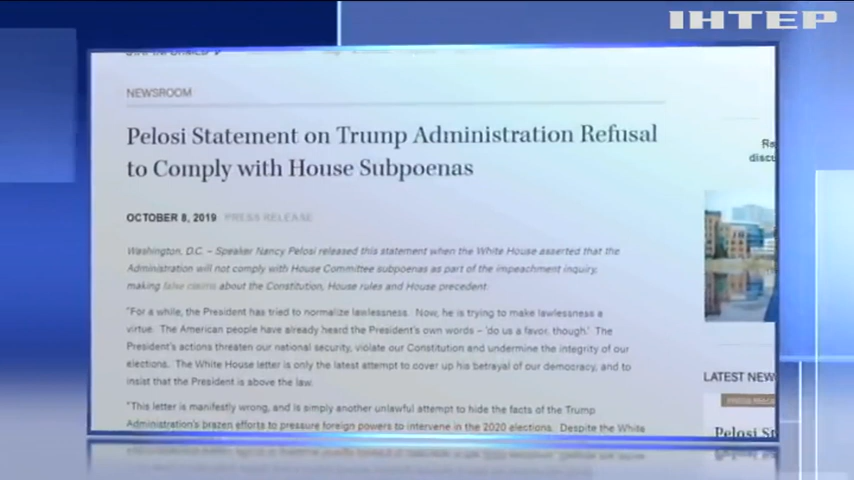 ІНТЕР
NEWSROOM
Pelosi Statement on Trump Administration Refusal
to Comply with House Subpoenas
OCTOBER 8, 2019 PRESS RELEASE
Washington, D.C. – Speaker Nancy Pelosi released this statement when the White House asserted that the
Administration will not comply with House Committee subpoenas as part of the impeachment inquiry,
making false claims about the Constitution, House rules and House precedent:
“For a while, the President has tried to normalize lawlessness. Now, he is trying to make lawlessness a
virtue. The American people have already heard the President’s own words – ‘do us a favor, though.’ The
President’s actions threaten our national security, violate our Constitution and undermine the integrity of our
elections. The White House letter is only the latest attempt to cover up his betrayal of our democracy, and to
insist that the President is above the law.
“This letter is manifestly wrong, and is simply another unlawful attempt to hide the facts of the Trump
Administration’s brazen efforts to pressure foreign powers to intervene in the 2020 elections. Despite the White
Re
discu
LATEST NEW
Pelosi St